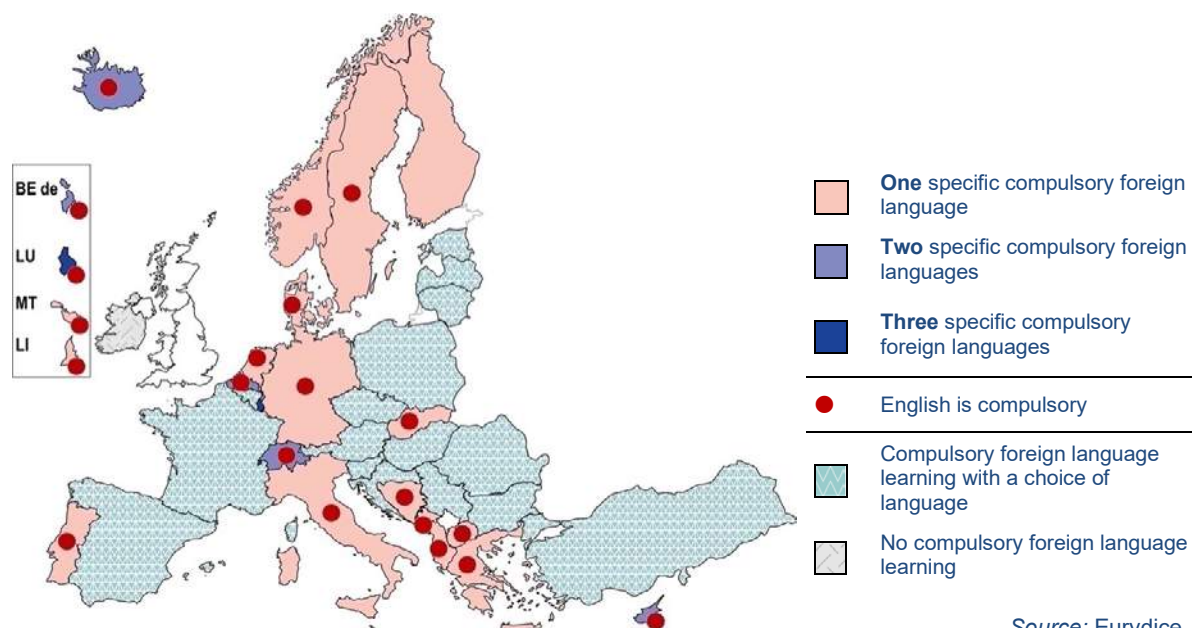 BE de
LU
MT
LI
One specific compulsory foreign
language
Two specific compulsory foreign
languages
Three specific compulsory
foreign languages
English is compulsory
Compulsory foreign language
learning with a choice of
language
No compulsory foreign language
learning
Source: Eurydice